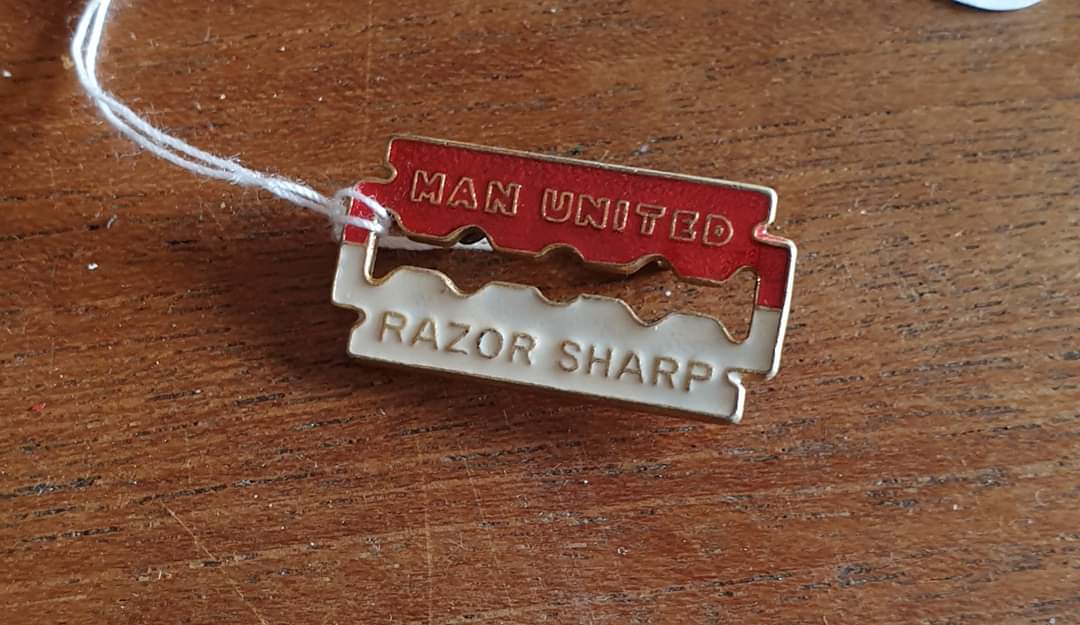 MAN UNITED
RAZOR SHARP